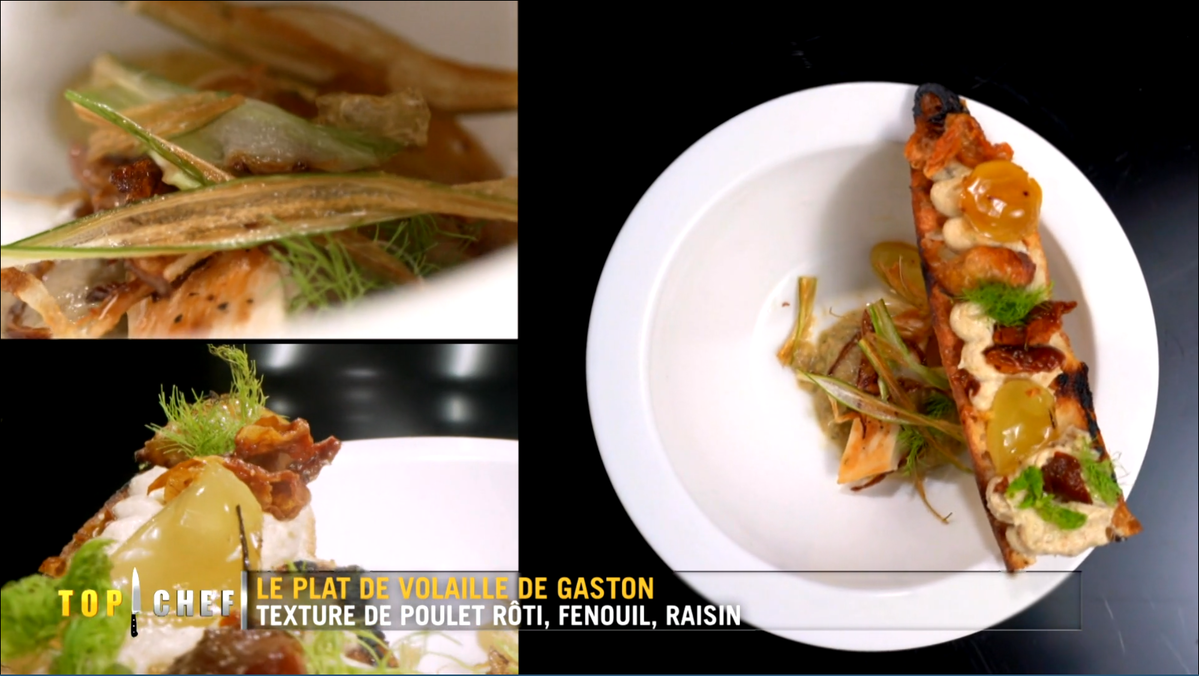 TOP CHEF
LE PLAT DE VOLAILLE DE GASTON
TEXTURE DE POULET RÔTI, FENOUIL, RAISIN